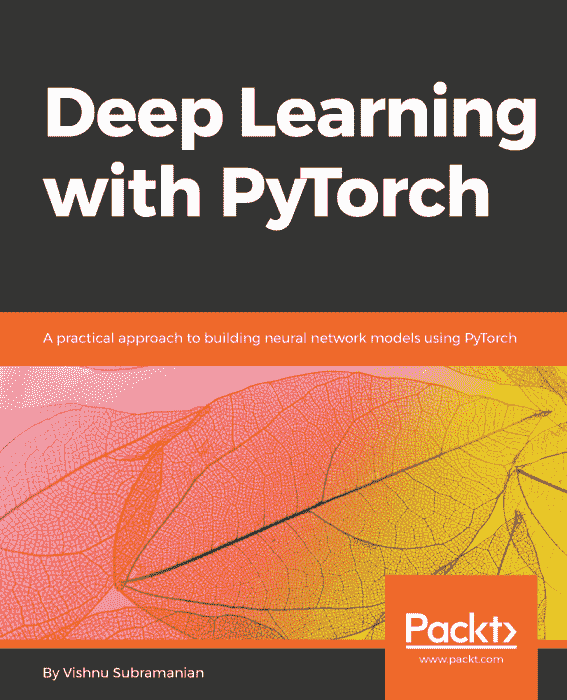 Deep Learning
with PyTorch
A practical approach to building neural network models using PyTorch
Packt>
www.packt.com
By Vishnu Subramanian